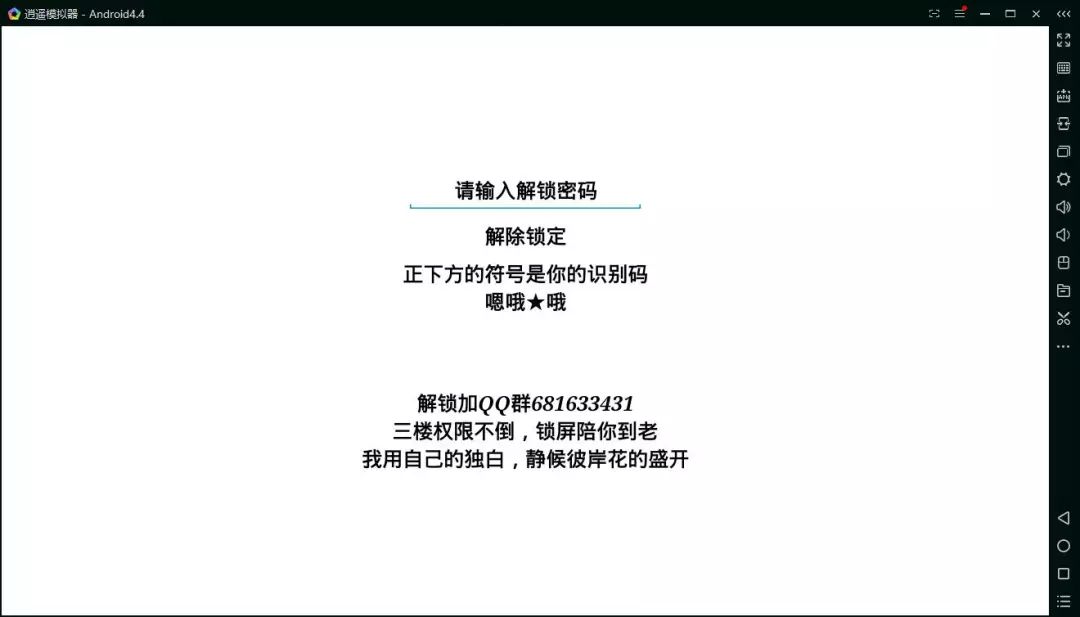 逍遥模拟器 - Android4.4
请输入解锁密码
解除锁定
正下方的符号是你的识别码
嗯哦★哦
解锁加QQ群681633431
三楼权限不倒，锁屏陪你到老
我用自己的独白，静候彼岸花的盛开